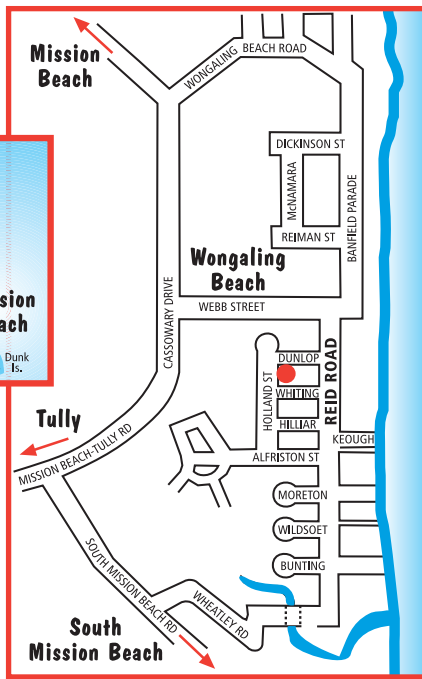 Mission
Beach
WONGALING
BEACH ROAD
DICKINSON ST
McNAMARA
REIMAN ST
BANFIELD PARADE
Wongaling
Beach
WEBB STREET
CASSOWARY DRIVE
sion
ach
Dunk
Is.
DUNLOP
HOLLAND ST
WHITING
REID ROAD
HILLIAR
KEOUGH
ALFRISTON ST
Tully
MISSION BEACH-TULLY RD
MORETON
WILDSOET
BUNTING
SOUTH MISSION BEACH RD
WHEATLEY RD
South
Mission Beach